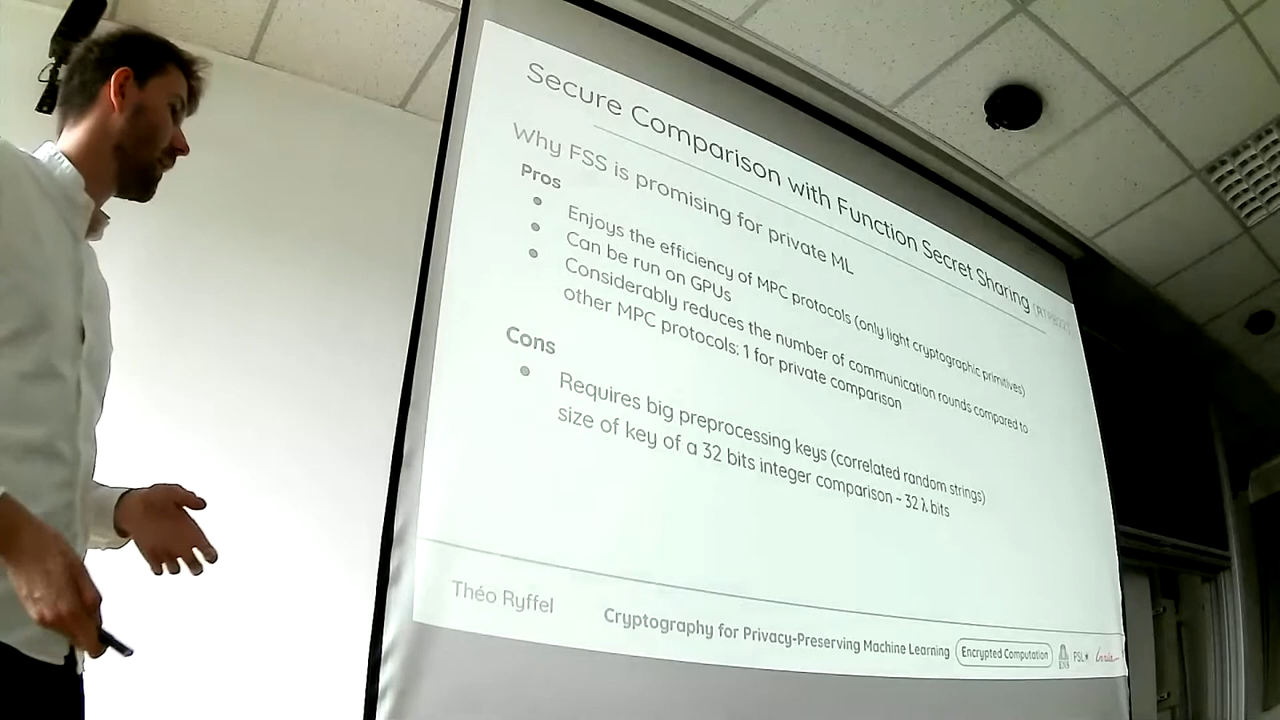 Secure Comparison with Function Secret Sharing
Why FSS is promising for private ML
Pros
Enjoys the efficiency of MPC protocols (only light cryptographic primitives)
Can be run on GPUs
Considerably reduces the number of communication rounds compared to
other MPC protocols: 1 for private comparison
Cons
Requires big preprocessing keys (correlated random strings)
size of key of a 32 bits integer comparison ~ 32 λ bits
Théo Ryffel
Cryptography for Privacy-Preserving Machine Learning
Encrypted Computation
ENS
PSL★
Inria